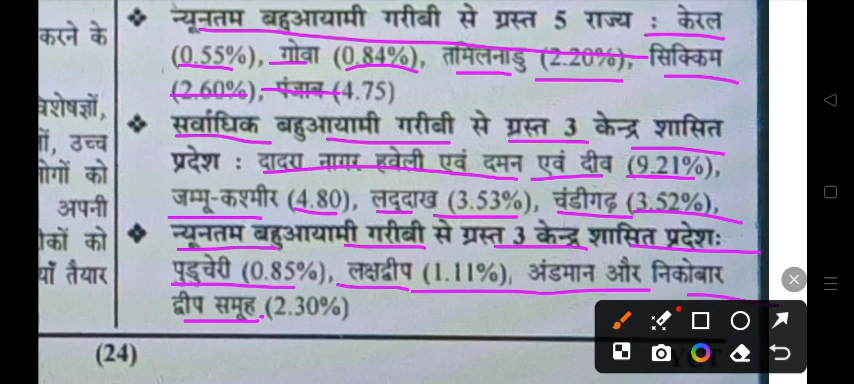 करने के
❖ न्यूनतम बहुआयामी गरीबी से ग्रस्त 5 राज्य : केरल
(0.55%), गोवा (0.84%), तमिलनाडु (2.20%), सिक्किम
(2.60%), पंजाब (4.75)
❖ सर्वाधिक बहुआयामी गरीबी से ग्रस्त 3 केन्द्र शासित
प्रदेश : दादरा नागर हवेली एवं दमन एवं दीव (9.21%),
जम्मू-कश्मीर (4.80), लद्दाख (3.53%), चंडीगढ़ (3.52%),
❖ न्यूनतम बहुआयामी गरीबी से ग्रस्त 3 केन्द्र शासित प्रदेशः
पुडुचेरी (0.85%), लक्षद्वीप (1.11%), अंडमान और निकोबार
द्वीप समूह (2.30%)
उच्च
गों को
अपनी
कों को
तैयार
(24)